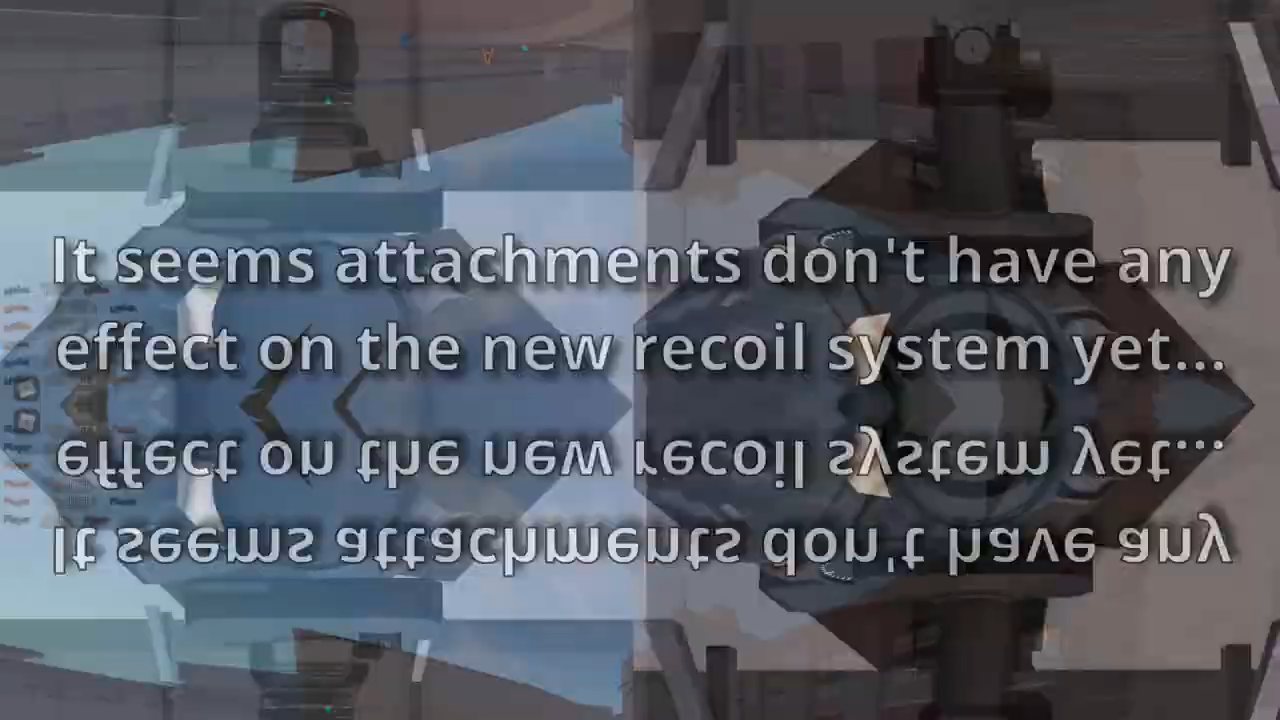 It seems attachments don't have any
effect on the new recoil system yet...
effect on the new recoil system yet...
It seems attachments don't have any